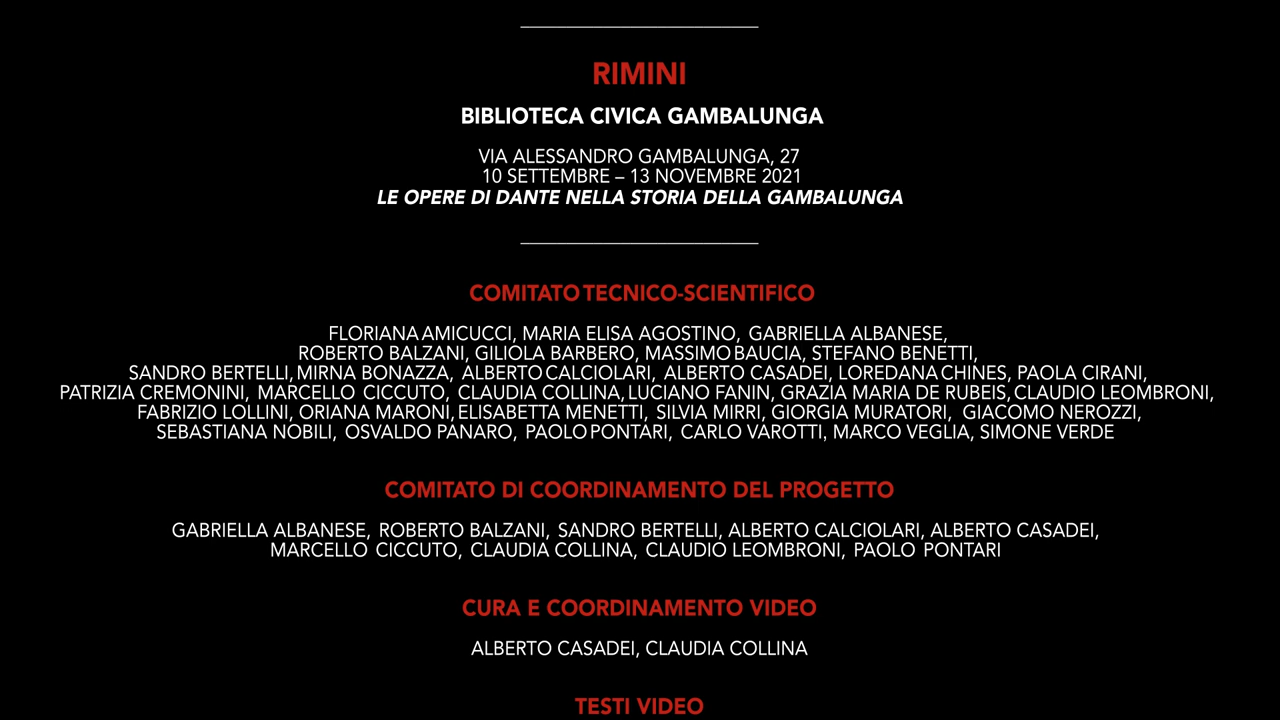 RIMINI
BIBLIOTECA CIVICA GAMBALUNGA
VIA ALESSANDRO GAMBALUNGA, 27
10 SETTEMBRE – 13 NOVEMBRE 2021
LE OPERE DI DANTE NELLA STORIA DELLA GAMBALUNGA
COMITATO TECNICO-SCIENTIFICO
FLORIANA AMICUCCI, MARIA ELISA AGOSTINO, GABRIELLA ALBANESE,
ROBERTO BALZANI, GILIOLA BARBERO, MASSIMO BAUCIA, STEFANO BENETTI,
SANDRO BERTELLI, MIRNA BONAZZA, ALBERTO CALCIOLARI, ALBERTO CASADEI, LOREDANA CHINES, PAOLA CIRANI,
PATRIZIA CREMONINI, MARCELLO CICCUTO, CLAUDIA COLLINA, LUCIANO FANIN, GRAZIA MARIA DE RUBEIS, CLAUDIO LEOMBRONI,
FABRIZIO LOLLINI, ORIANA MARONI, ELISABETTA MENETTI, SILVIA MIRRI, GIORGIA MURATORI, GIACOMO NEROZZI,
SEBASTIANA NOBILI, OSVALDO PANARO, PAOLO PONTARI, CARLO VAROTTI, MARCO VEGLIA, SIMONE VERDE
COMITATO DI COORDINAMENTO DEL PROGETTO
GABRIELLA ALBANESE, ROBERTO BALZANI, SANDRO BERTELLI, ALBERTO CALCIOLARI, ALBERTO CASADEI,
MARCELLO CICCUTO, CLAUDIA COLLINA, CLAUDIO LEOMBRONI, PAOLO PONTARI
CURA E COORDINAMENTO VIDEO
ALBERTO CASADEI, CLAUDIA COLLINA
TESTI VIDEO